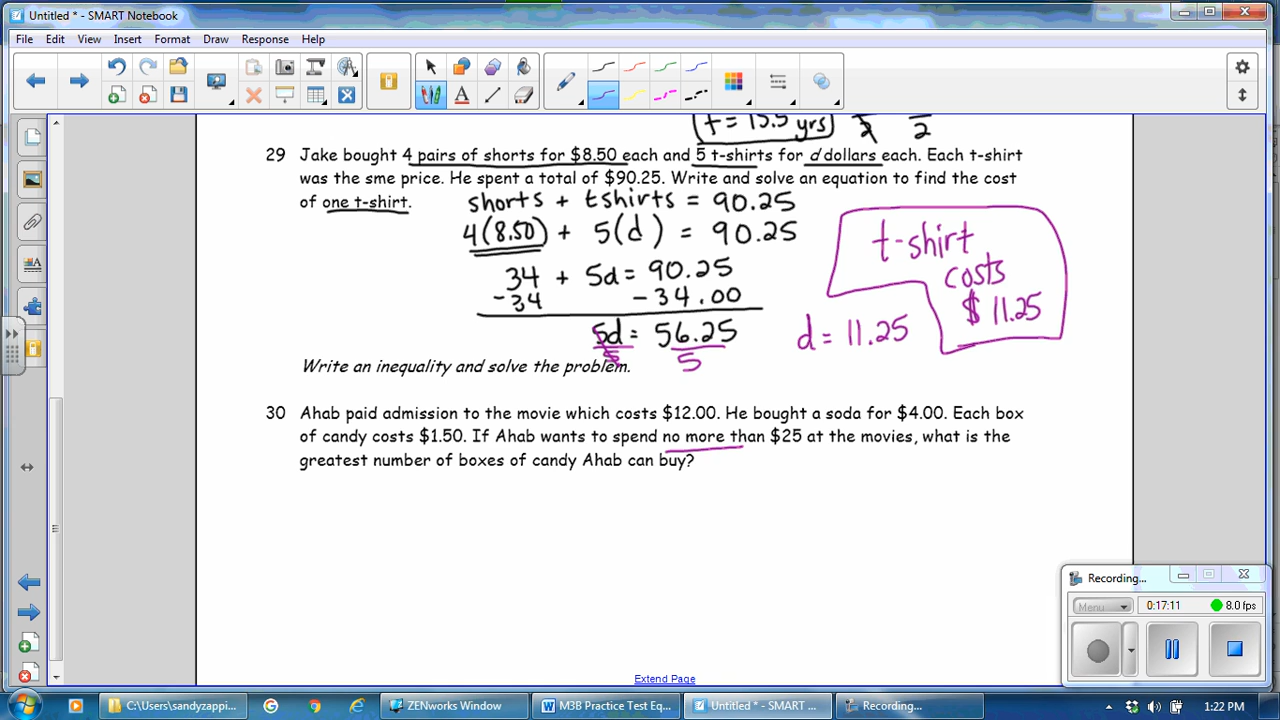 Untitled * - SMART Notebook
File Edit View Insert Format Draw Response Help
t = 15.5 yrs 2 2
29 Jake bought 4 pairs of shorts for $8.50 each and 5 t-shirts for d dollars each. Each t-shirt
was the sme price. He spent a total of $90.25. Write and solve an equation to find the cost
of one t-shirt.
shorts + tshirts = 90.25
4(8.50) + 5(d) = 90.25
34 + 5d = 90.25
-34 -34.00
5d = 56.25
5 5
d = 11.25
t-shirt
costs
$ 11.25
Write an inequality and solve the problem.
30 Ahab paid admission to the movie which costs $12.00. He bought a soda for $4.00. Each box
of candy costs $1.50. If Ahab wants to spend no more than $25 at the movies, what is the
greatest number of boxes of candy Ahab can buy?
Extend Page
Recording...
Menu 0:17:11 8.0 fps
C:\Users\sandyzappi... ZENworks Window M3B Practice Test Eq... Untitled * - SMART ... Recording... 1:22 PM